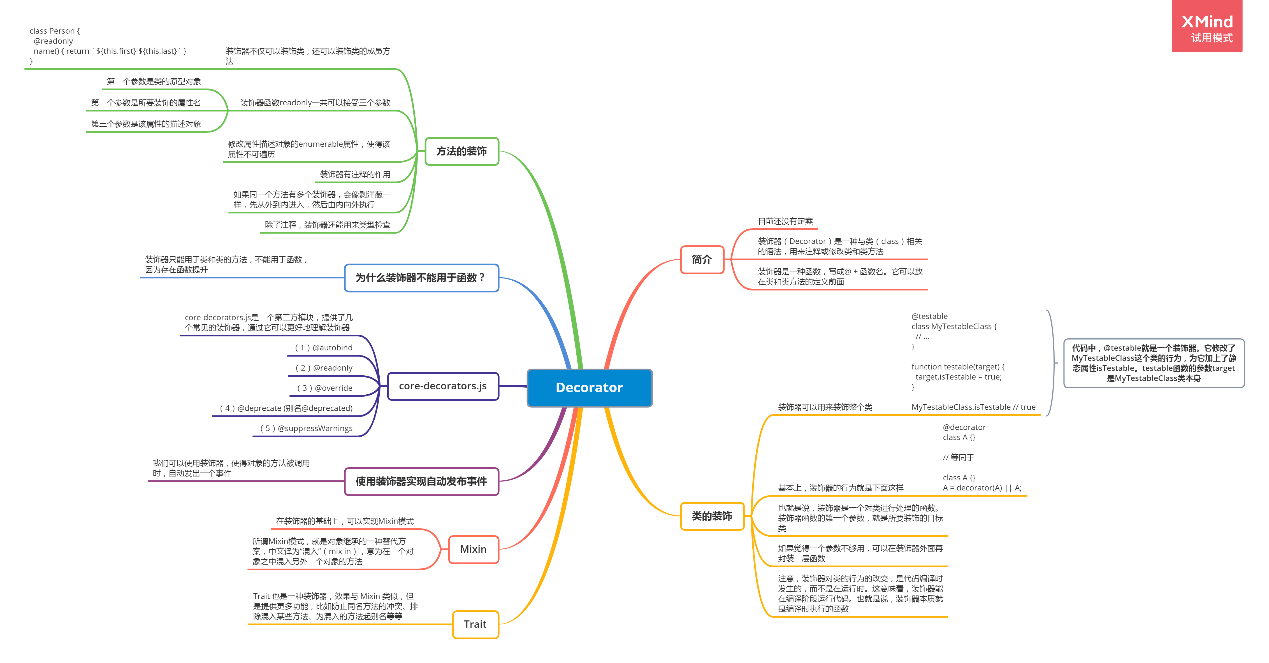 XMind
试用模式
Decorator
简介
目前还没有定案
装饰器（Decorator）是一种与类（class）相关
的语法，用来注释或修改类和类方法
装饰器是一种函数，写成@ + 函数名。它可以放
在类和类方法的定义前面
类的装饰
装饰器可以用来装饰整个类
@testable
class MyTestableClass {
// ...
}
function testable(target) {
target.isTestable = true;
}
MyTestableClass.isTestable // true
代码中，@testable就是一个装饰器。它修改了
MyTestableClass这个类的行为，为它加上了静
态属性isTestable。testable函数的参数target
是MyTestableClass类本身
基本上，装饰器的行为就是下面这样
@decorator
class A {}
// 等同于
class A {}
A = decorator(A) || A;
也就是说，装饰器是一个对类进行处理的函数。
装饰器函数的第一个参数，就是所要装饰的目标
类
如果觉得一个参数不够用，可以在装饰器外面再
封装一层函数
注意，装饰器对类的行为的改变，是代码编译时
发生的，而不是在运行时。这意味着，装饰器能
在编译阶段运行代码。也就是说，装饰器本质就
是编译时执行的函数
方法的装饰
装饰器不仅可以装饰类，还可以装饰类的成员方
法
class Person {
@readonly
name() { return `${this.first} ${this.last}` }
}
装饰器函数readonly一共可以接受三个参数
第一个参数是类的原型对象
第二个参数是所要装饰的属性名
第三个参数是该属性的描述对象
修改属性描述对象的enumerable属性，使得该
属性不可遍历
装饰器有注释的作用
如果同一个方法有多个装饰器，会像剥洋葱一
样，先从外到内进入，然后由内向外执行
除了注释，装饰器还能用来类型检查
为什么装饰器不能用于函数？
装饰器只能用于类和类的方法，不能用于函数，
因为存在函数提升
core-decorators.js
core-decorators.js是一个第三方模块，提供了几
个常见的装饰器，通过它可以更好地理解装饰器
（1）@autobind
（2）@readonly
（3）@override
（4）@deprecate (别名@deprecated)
（5）@suppressWarnings
使用装饰器实现自动发布事件
我们可以使用装饰器，使得对象的方法被调用
时，自动发出一个事件
Mixin
在装饰器的基础上，可以实现Mixin模式
所谓Mixin模式，就是对象继承的一种替代方
案，中文译为“混入”（mix in），意为在一个对
象之中混入另外一个对象的方法
Trait
Trait 也是一种装饰器，效果与 Mixin 类似，但
是提供更多功能，比如防止同名方法的冲突、排
除混入某些方法、为混入的方法起别名等等